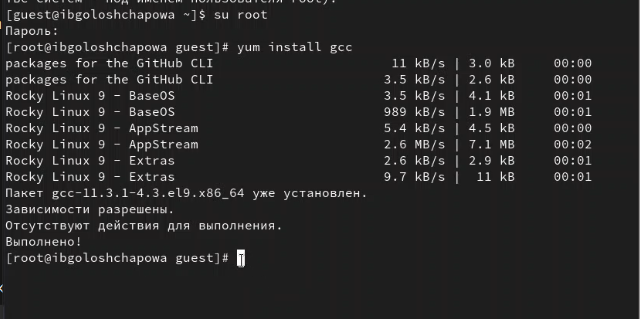 [guest@ibgoloshchapowa ~]$ su root
Пароль:
[root@ibgoloshchapowa guest]# yum install gcc
packages for the GitHub CLI 11 kB/s | 3.0 kB 00:00
packages for the GitHub CLI 3.5 kB/s | 2.6 kB 00:00
Rocky Linux 9 - BaseOS 3.5 kB/s | 4.1 kB 00:01
Rocky Linux 9 - BaseOS 989 kB/s | 1.9 MB 00:01
Rocky Linux 9 - AppStream 5.4 kB/s | 4.5 kB 00:00
Rocky Linux 9 - AppStream 2.6 MB/s | 7.1 MB 00:02
Rocky Linux 9 - Extras 2.6 kB/s | 2.9 kB 00:01
Rocky Linux 9 - Extras 9.7 kB/s | 11 kB 00:01
Пакет gcc-11.3.1-4.3.el9.x86_64 уже установлен.
Зависимости разрешены.
Отсутствуют действия для выполнения.
Выполнено!
[root@ibgoloshchapowa guest]#